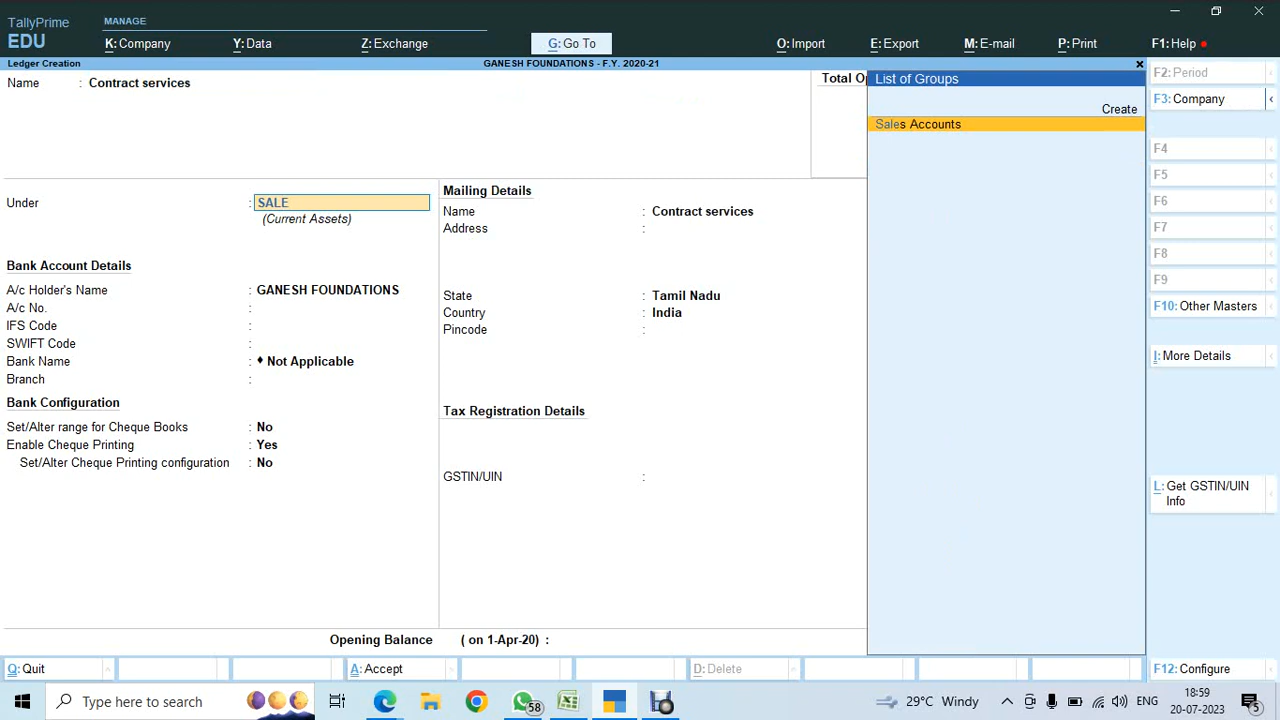 TallyPrime
EDU
MANAGE
K: Company
Y: Data
Z: Exchange
G: Go To
O: Import
E: Export
M: E-mail
P: Print
F1: Help
Ledger Creation
GANESH FOUNDATIONS - F.Y. 2020-21
Name : Contract services
Total Op
Under : SALE
(Current Assets)
Bank Account Details
A/c Holder's Name : GANESH FOUNDATIONS
A/c No. :
IFS Code :
SWIFT Code :
Bank Name : ♦ Not Applicable
Branch :
Bank Configuration
Set/Alter range for Cheque Books : No
Enable Cheque Printing : Yes
Set/Alter Cheque Printing configuration : No
Mailing Details
Name : Contract services
Address :
State : Tamil Nadu
Country : India
Pincode :
Tax Registration Details
GSTIN/UIN :
Opening Balance ( on 1-Apr-20) :
List of Groups
Create
Sales Accounts
F2: Period
F3: Company
F4
F5
F6
F7
F8
F9
F10: Other Masters
I: More Details
L: Get GSTIN/UIN
Info
Q: Quit
A: Accept
D: Delete
F12: Configure
Type here to search
58
29°C Windy
ENG
18:59
20-07-2023
5